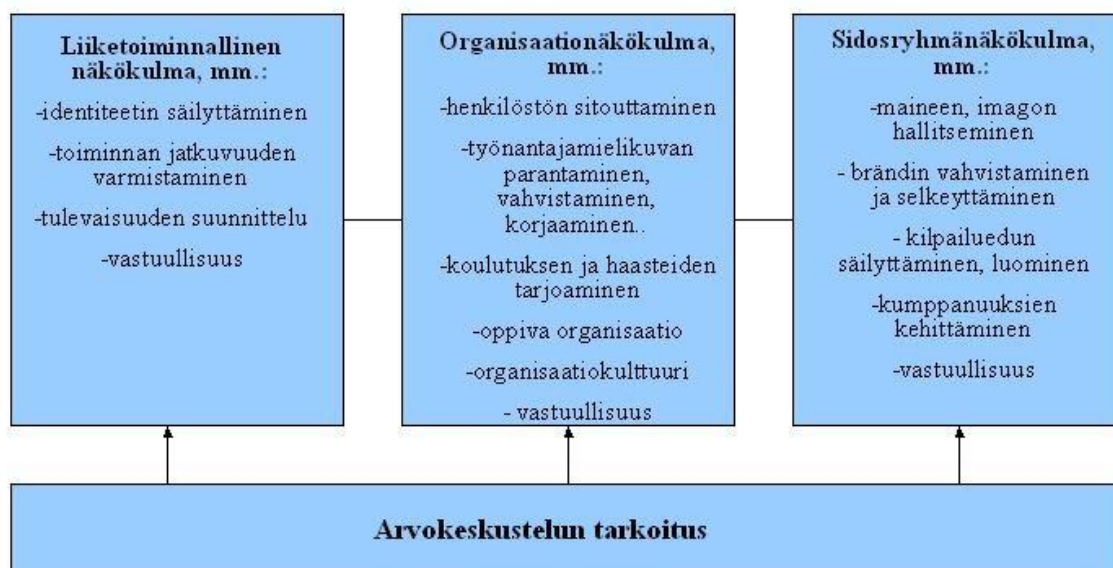 Liiketoiminnallinen
näkökulma, mm.:
-identiteetin säilyttäminen
-toiminnan jatkuvuuden
varmistaminen
-tulevaisuuden suunnittelu
-vastuullisuus
Organisaationäkökulma,
mm.:
-henkilöstön sitouttaminen
-työnantajamielikuvan
parantaminen,
vahvistaminen,
korjaaminen..
-koulutuksen ja haasteiden
tarjoaminen
-oppiva organisaatio
-organisaatiokulttuuri
- vastuullisuus
Sidosryhmänäkökulma,
mm.:
-maineen, imagon
hallitseminen
- brändin vahvistaminen
ja selkeyttäminen
- kilpailuedun
säilyttäminen, luominen
-kumppanuuksien
kehittäminen
-vastuullisuus
Arvokeskustelun tarkoitus